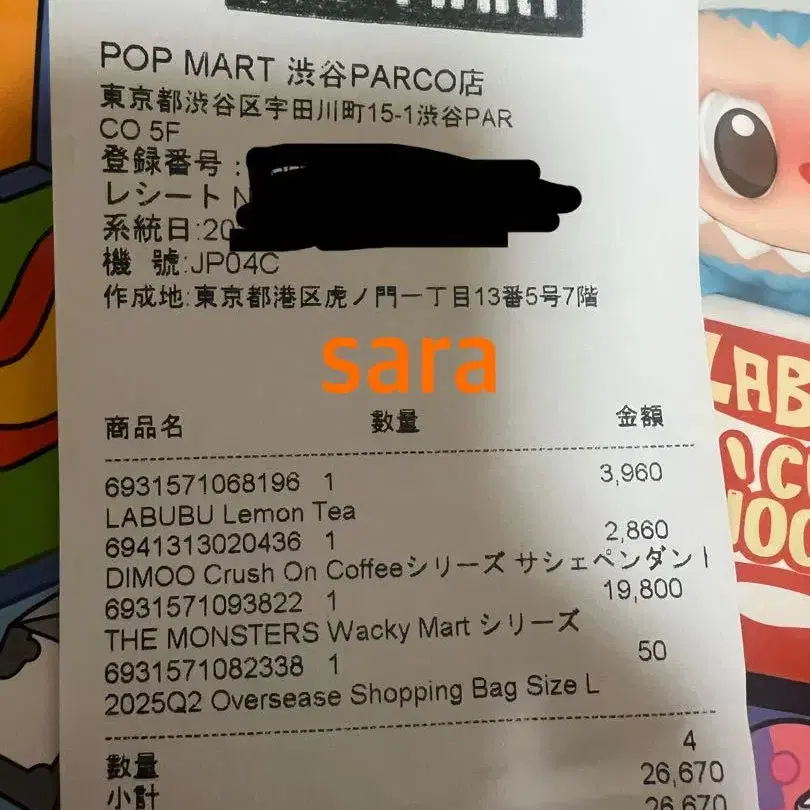 POP MART 渋谷PARCO店
東京都渋谷区宇田川町15-1渋谷PAR
CO 5F
登録番号:
レシート N
系統日:20
機 號:JP04C
作成地:東京都港区虎ノ門一丁目13番5号7階
sara
商品名 數量 金額
6931571068196 1 3,960
LABUBU Lemon Tea
6941313020436 1 2,860
DIMOO Crush On Coffeeシリーズ サシェペンダント
6931571093822 1 19,800
THE MONSTERS Wacky Mart シリーズ
6931571082338 1 50
2025Q2 Oversease Shopping Bag Size L
數量 4
小計 26,670
26,670
LAB